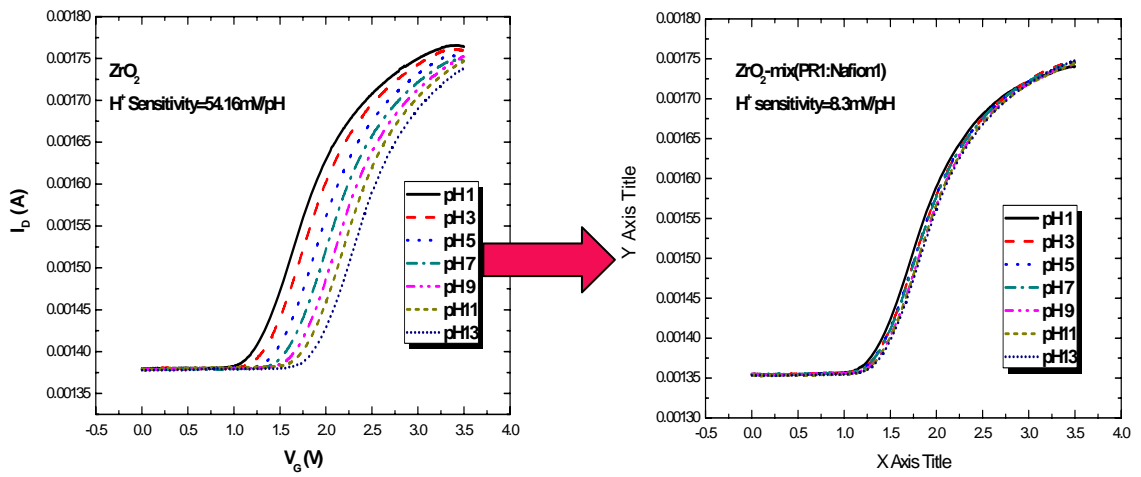 0.00180
0.00175
0.00170
0.00165
0.00160
0.00155
0.00150
0.00145
0.00140
0.00135
I_D (A)
ZrO₂
H⁺ Sensitivity=54.16mV/pH
pH1
pH3
pH5
pH7
pH9
pH11
pH13
-0.5 0.0 0.5 1.0 1.5 2.0 2.5 3.0 3.5 4.0
V_G (V)
0.00180
0.00175
0.00170
0.00165
0.00160
0.00155
0.00150
0.00145
0.00140
0.00135
0.00130
Y Axis Title
ZrO₂-mix(PR1:Nafion1)
H⁺ sensitivity=8.3mV/pH
pH1
pH3
pH5
pH7
pH9
pH11
pH13
-0.5 0.0 0.5 1.0 1.5 2.0 2.5 3.0 3.5 4.0
X Axis Title